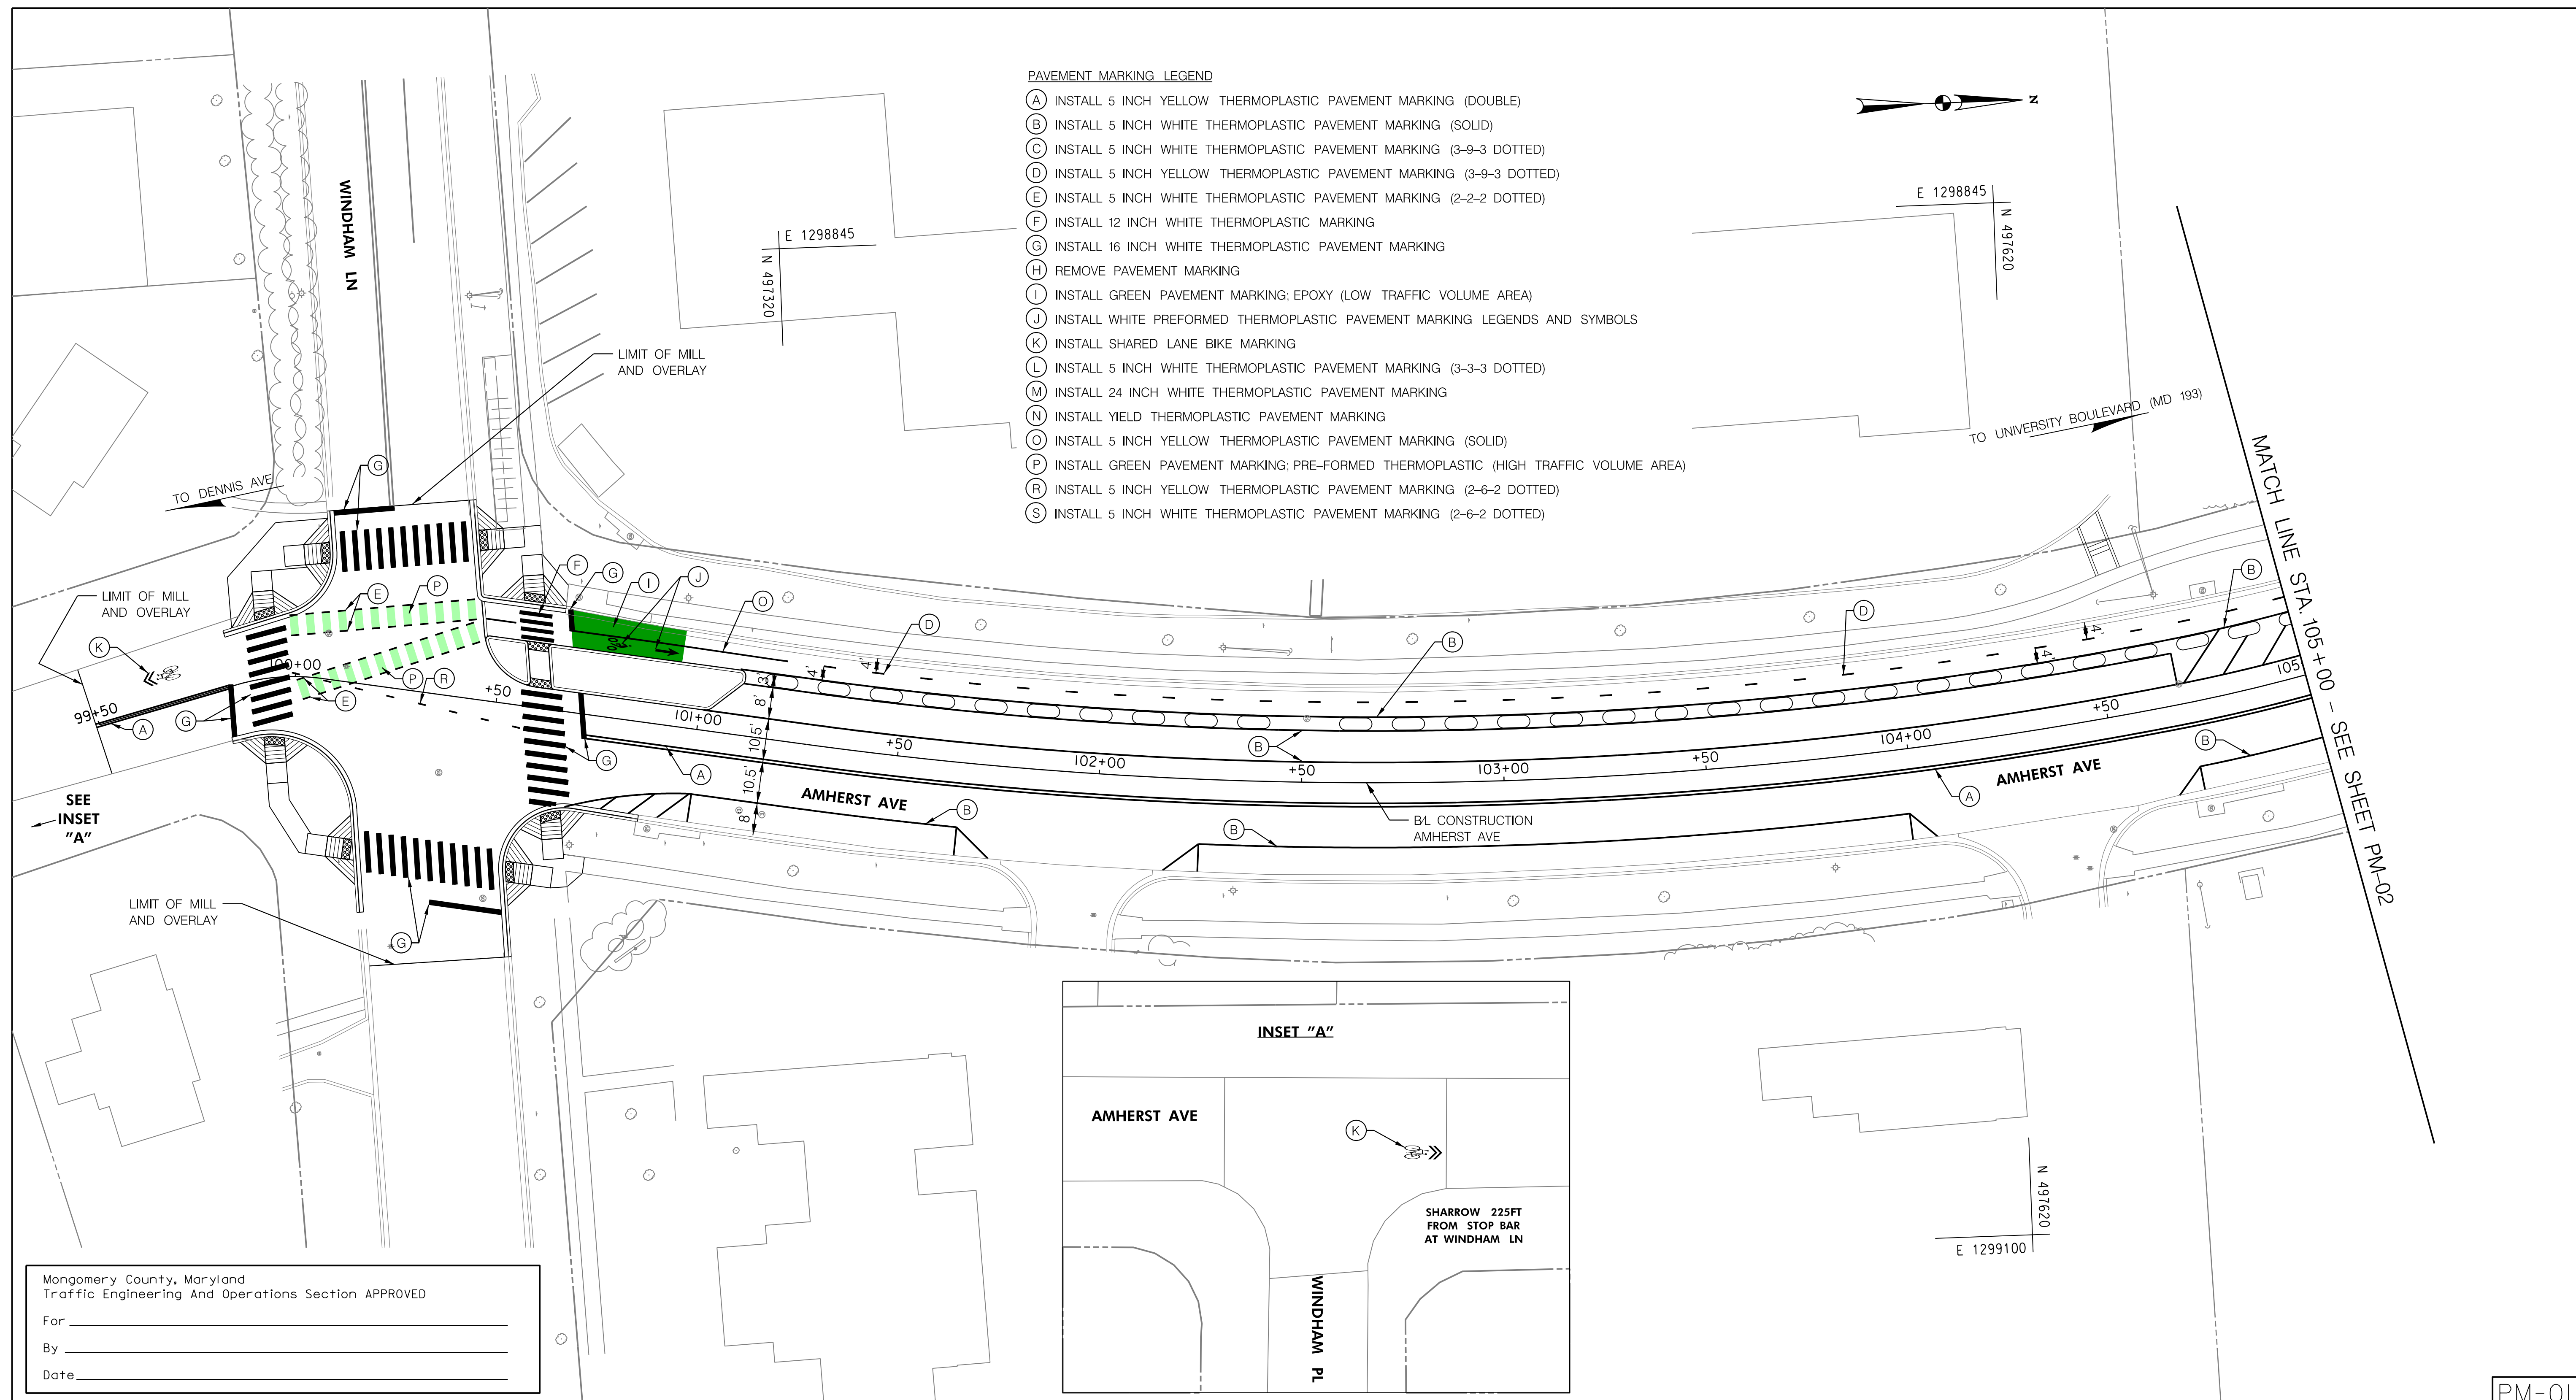 PAVEMENT MARKING LEGEND
A INSTALL 5 INCH YELLOW THERMOPLASTIC PAVEMENT MARKING (DOUBLE)
B INSTALL 5 INCH WHITE THERMOPLASTIC PAVEMENT MARKING (SOLID)
C INSTALL 5 INCH WHITE THERMOPLASTIC PAVEMENT MARKING (3-9-3 DOTTED)
D INSTALL 5 INCH YELLOW THERMOPLASTIC PAVEMENT MARKING (3-9-3 DOTTED)
E INSTALL 5 INCH WHITE THERMOPLASTIC PAVEMENT MARKING (2-2-2 DOTTED)
F INSTALL 12 INCH WHITE THERMOPLASTIC MARKING
G INSTALL 16 INCH WHITE THERMOPLASTIC PAVEMENT MARKING
H REMOVE PAVEMENT MARKING
I INSTALL GREEN PAVEMENT MARKING; EPOXY (LOW TRAFFIC VOLUME AREA)
J INSTALL WHITE PREFORMED THERMOPLASTIC PAVEMENT MARKING LEGENDS AND SYMBOLS
K INSTALL SHARED LANE BIKE MARKING
L INSTALL 5 INCH WHITE THERMOPLASTIC PAVEMENT MARKING (3-3-3 DOTTED)
M INSTALL 24 INCH WHITE THERMOPLASTIC PAVEMENT MARKING
N INSTALL YIELD THERMOPLASTIC PAVEMENT MARKING
O INSTALL 5 INCH YELLOW THERMOPLASTIC PAVEMENT MARKING (SOLID)
P INSTALL GREEN PAVEMENT MARKING; PRE-FORMED THERMOPLASTIC (HIGH TRAFFIC VOLUME AREA)
R INSTALL 5 INCH YELLOW THERMOPLASTIC PAVEMENT MARKING (2-6-2 DOTTED)
S INSTALL 5 INCH WHITE THERMOPLASTIC PAVEMENT MARKING (2-6-2 DOTTED)
N
E 1298845
N 497620
E 1298845
N 497320
WINDHAM LN
LIMIT OF MILL
AND OVERLAY
TO UNIVERSITY BOULEVARD (MD 193)
MATCH LINE STA. 105+00 - SEE SHEET PM-02
TO DENNIS AVE
G
LIMIT OF MILL
AND OVERLAY
K
E
P
F
G
I
J
O
D
B
D
B
4'
4'
4'
4'
3'
8'
10.5'
10.5'
8'
99+50
100+00
+50
101+00
+50
102+00
+50
103+00
+50
104+00
+50
105
A
G
E
P
R
G
A
B
B
A
B
B
AMHERST AVE
AMHERST AVE
B/L CONSTRUCTION
AMHERST AVE
SEE
INSET
"A"
LIMIT OF MILL
AND OVERLAY
G
INSET "A"
AMHERST AVE
K
SHARROW 225FT
FROM STOP BAR
AT WINDHAM LN
WINDHAM PL
N 497620
E 1299100
Mongomery County, Maryland
Traffic Engineering And Operations Section APPROVED
For
By
Date
PM-01